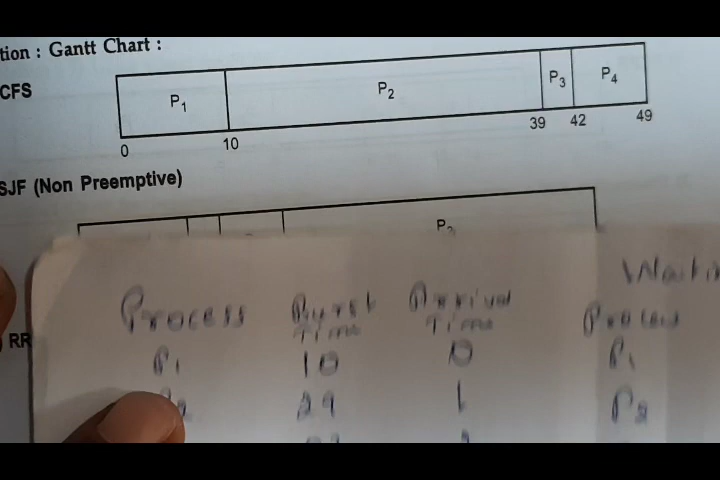 tion : Gantt Chart :
CFS
P1 P2 P3 P4
0 10 39 42 49
SJF (Non Preemptive)
RR
Process Burst Time Arrival Time Process
P1 10 0 P1
29 1 P2